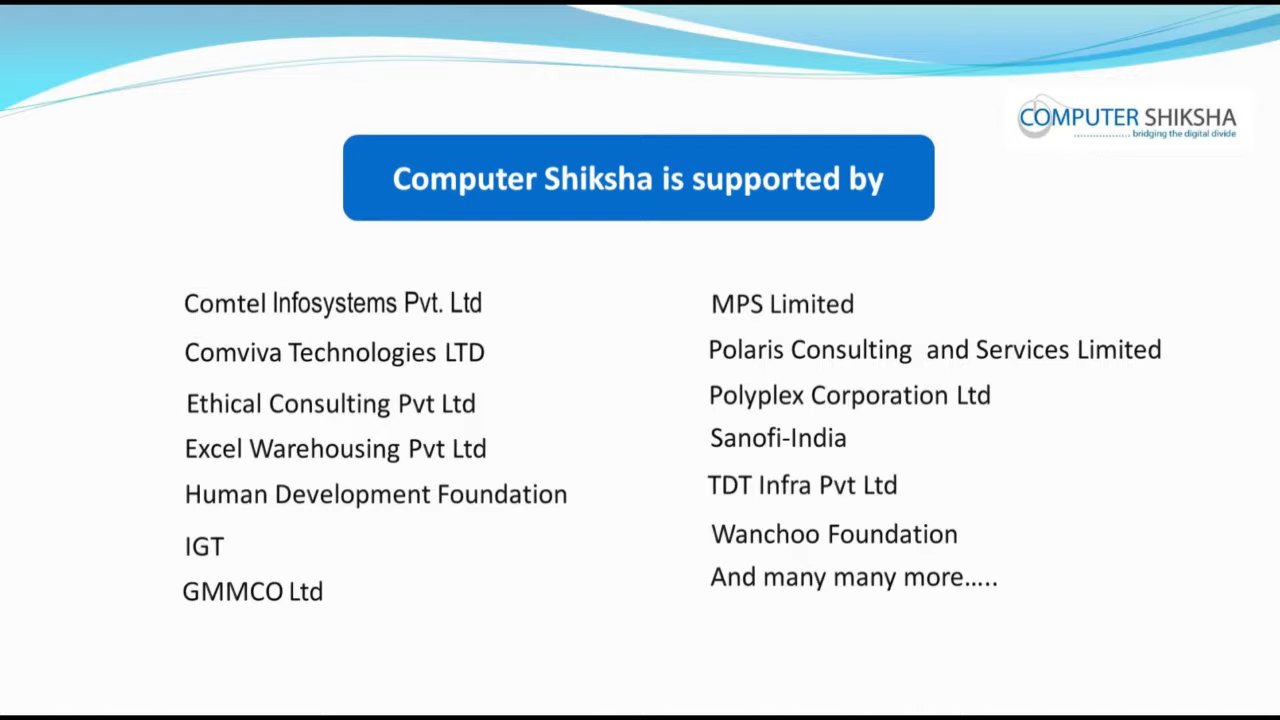 COMPUTER SHIKSHA
bridging the digital divide
Computer Shiksha is supported by
Comtel Infosystems Pvt. Ltd
Comviva Technologies LTD
Ethical Consulting Pvt Ltd
Excel Warehousing Pvt Ltd
Human Development Foundation
IGT
GMMCO Ltd
MPS Limited
Polaris Consulting  and Services Limited
Polyplex Corporation Ltd
Sanofi-India
TDT Infra Pvt Ltd
Wanchoo Foundation
And many many more.....